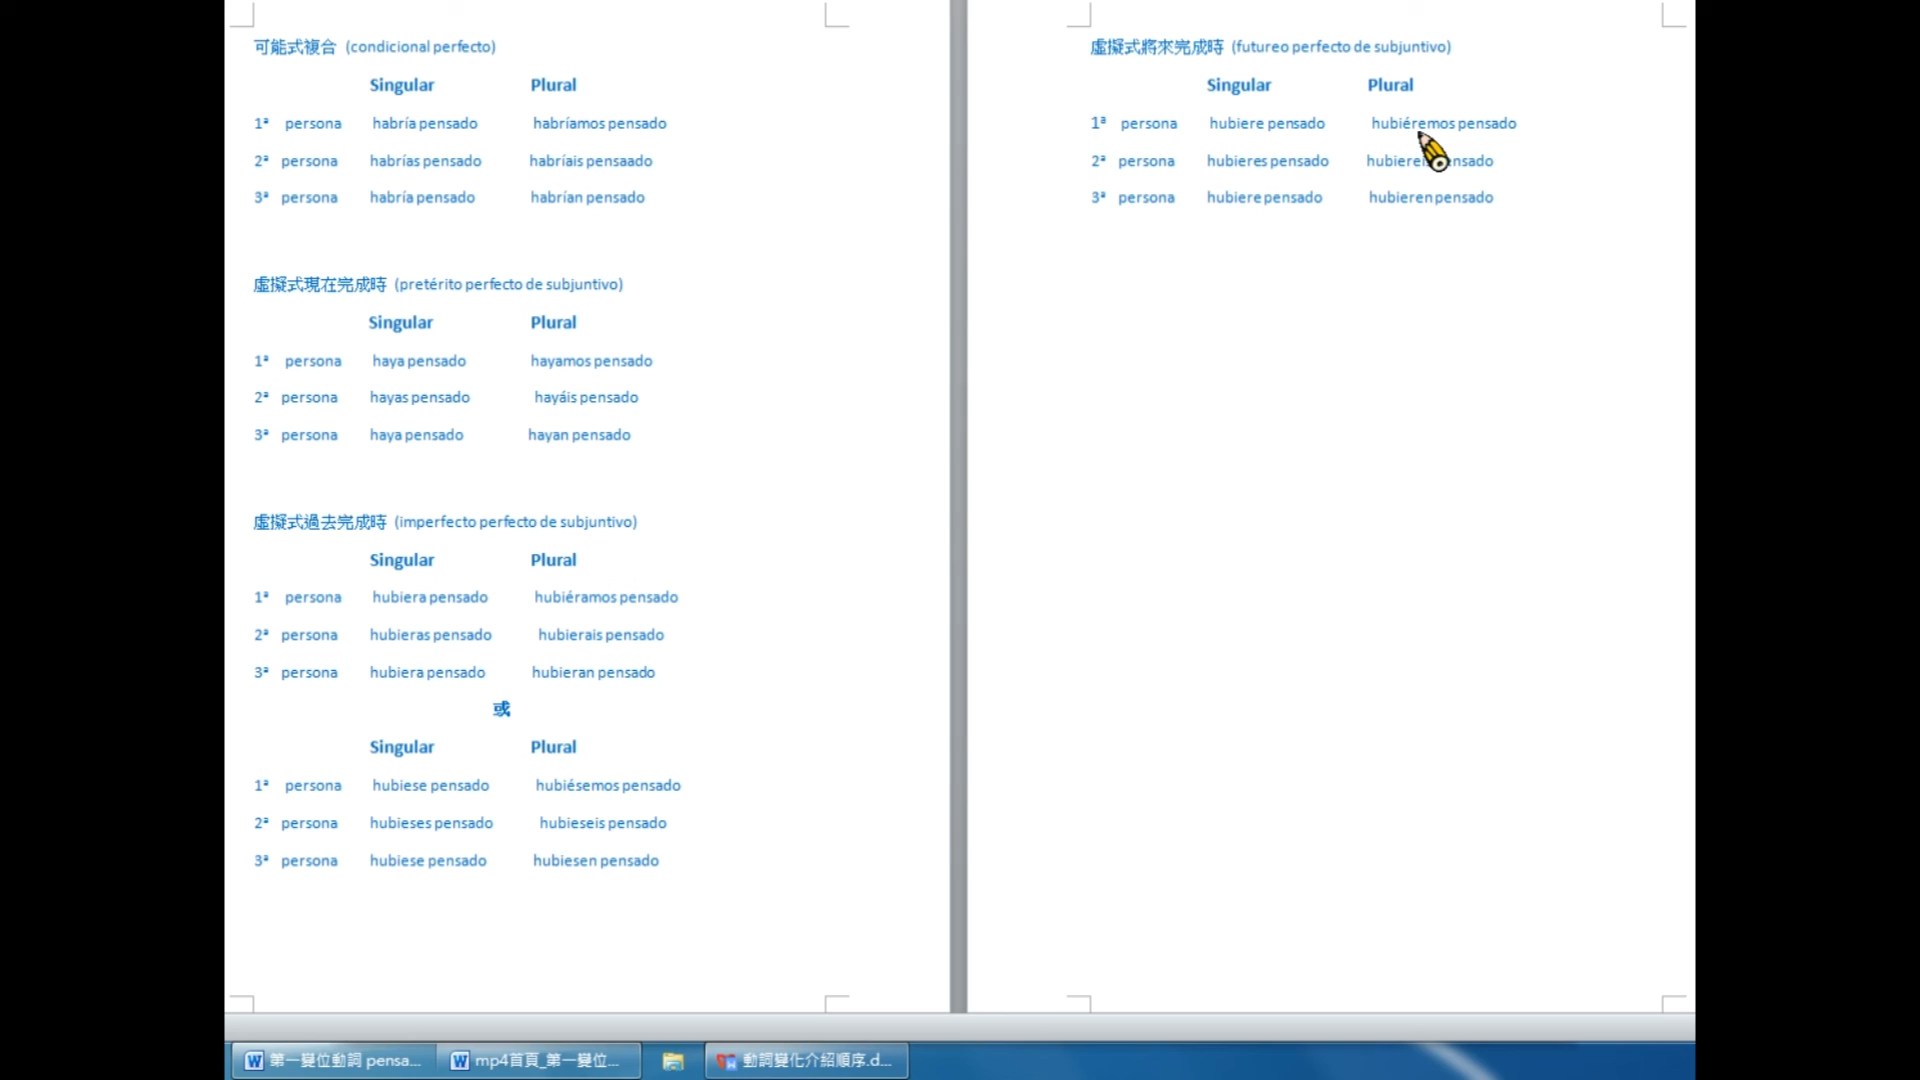 可能式複合 (condicional perfecto)
Singular Plural
1ª persona habría pensado habríamos pensado
2ª persona habrías pensado habríais pensaado
3ª persona habría pensado habrían pensado
虛擬式現在完成時 (pretérito perfecto de subjuntivo)
Singular Plural
1ª persona haya pensado hayamos pensado
2ª persona hayas pensado hayáis pensado
3ª persona haya pensado hayan pensado
虛擬式過去完成時 (imperfecto perfecto de subjuntivo)
Singular Plural
1ª persona hubiera pensado hubiéramos pensado
2ª persona hubieras pensado hubierais pensado
3ª persona hubiera pensado hubieran pensado
或
Singular Plural
1ª persona hubiese pensado hubiésemos pensado
2ª persona hubieses pensado hubieseis pensado
3ª persona hubiese pensado hubiesen pensado
虛擬式將來完成時 (futureo perfecto de subjuntivo)
Singular Plural
1ª persona hubiere pensado hubiéremos pensado
2ª persona hubieres pensado
3ª persona hubiere pensado hubieren pensado
第一變位動詞 pensa... mp4首頁_第一變位... 動詞變化介紹順序.d...